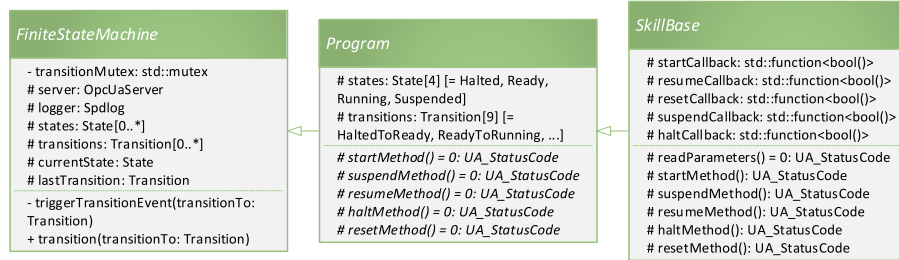 FiniteStateMachine
- transitionMutex: std::mutex
# server: OpcUaServer
# logger: Spdlog
# states: State[0..*]
# transitions: Transition[0..*]
# currentState: State
# lastTransition: Transition
- triggerTransitionEvent(transitionTo:
Transition)
+ transition(transitionTo: Transition)
Program
# states: State[4] [= Halted, Ready,
Running, Suspended]
# transitions: Transition[9] [=
HaltedToReady, ReadyToRunning, ...]
# startMethod() = 0: UA_StatusCode
# suspendMethod() = 0: UA_StatusCode
# resumeMethod() = 0: UA_StatusCode
# haltMethod() = 0: UA_StatusCode
# resetMethod() = 0: UA_StatusCode
SkillBase
# startCallback: std::function<bool()>
# resumeCallback: std::function<bool()>
# resetCallback: std::function<bool()>
# suspendCallback: std::function<bool()>
# haltCallback: std::function<bool()>
# readParameters() = 0: UA_StatusCode
# startMethod(): UA_StatusCode
# suspendMethod(): UA_StatusCode
# resumeMethod(): UA_StatusCode
# haltMethod(): UA_StatusCode
# resetMethod(): UA_StatusCode